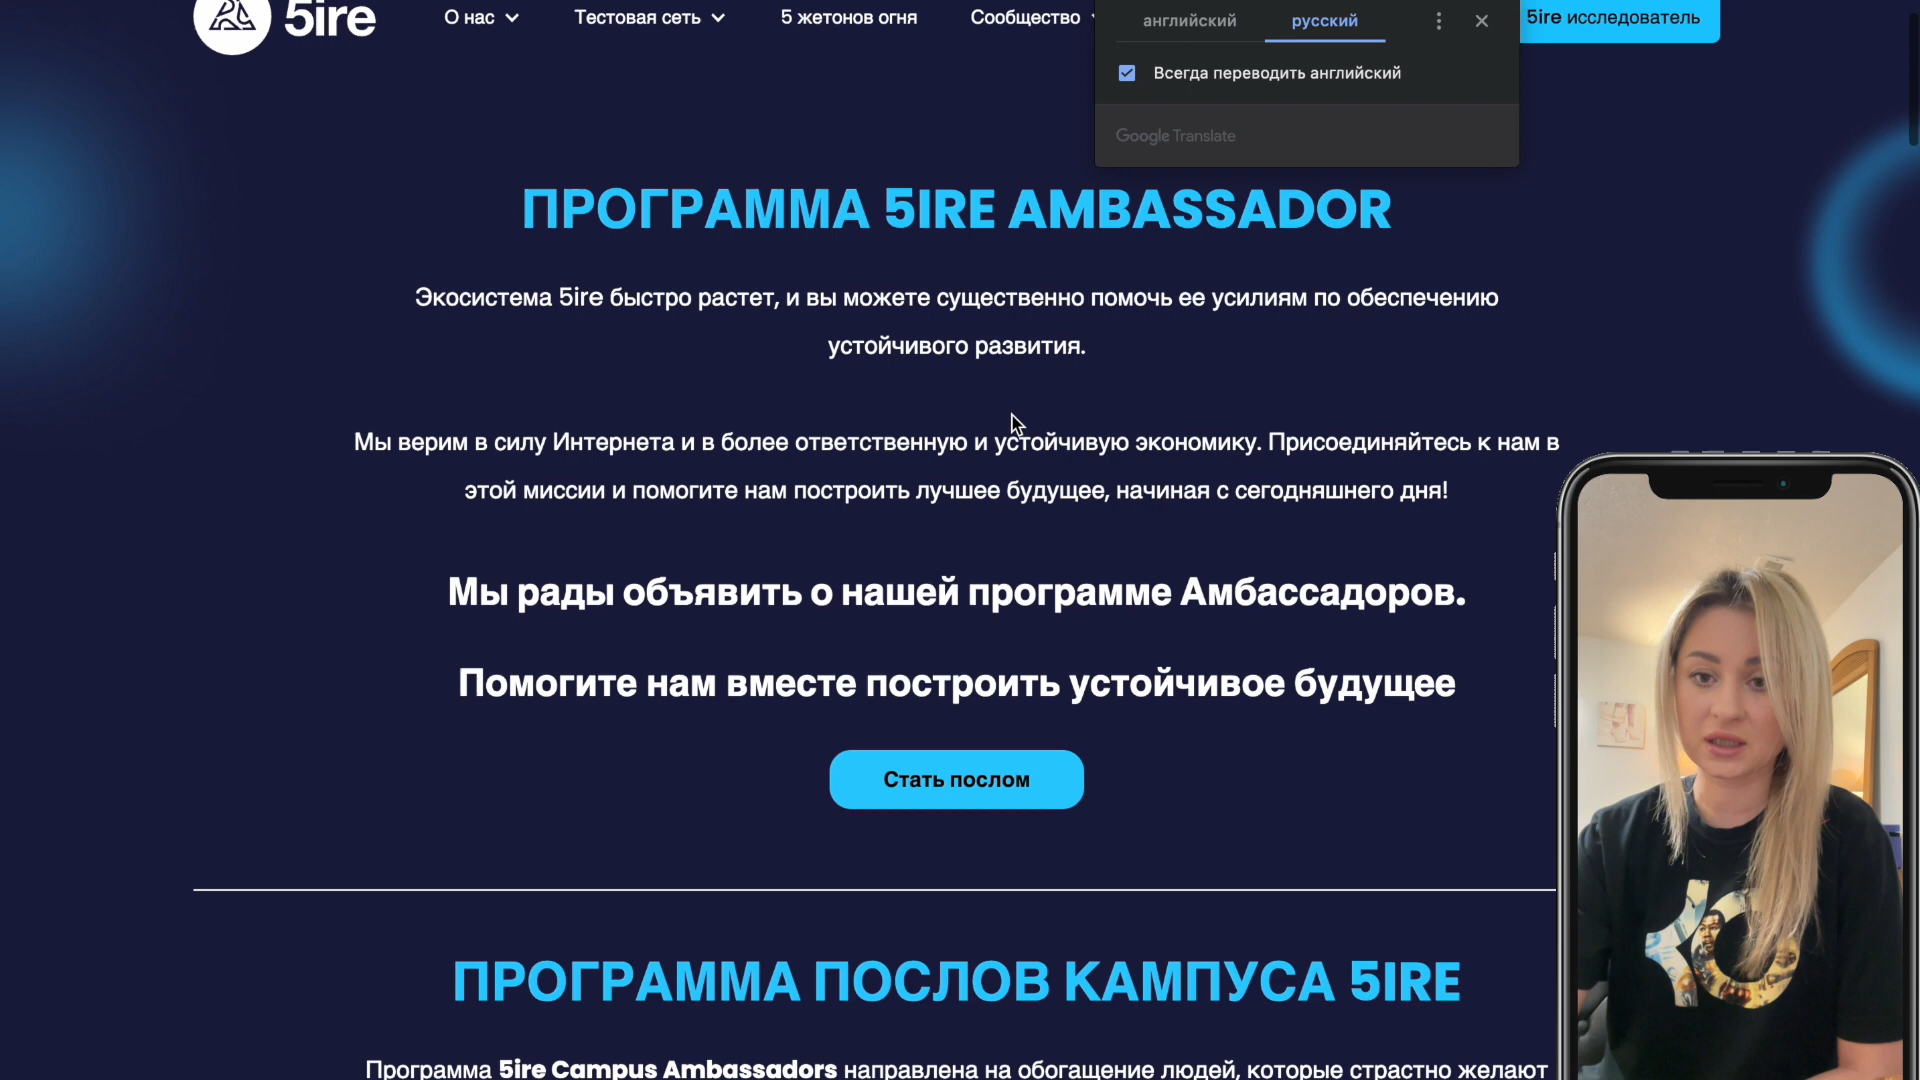 5ire
О нас
Тестовая сеть
5 жетонов огня
Сообщество
английский
русский
5ire исследователь
Всегда переводить английский
Google Translate
ПРОГРАММА 5IRE AMBASSADOR
Экосистема 5ire быстро растет, и вы можете существенно помочь ее усилиям по обеспечению
устойчивого развития.
Мы верим в силу Интернета и в более ответственную и устойчивую экономику. Присоединяйтесь к нам в
этой миссии и помогите нам построить лучшее будущее, начиная с сегодняшнего дня!
Мы рады объявить о нашей программе Амбассадоров.
Помогите нам вместе построить устойчивое будущее
Стать послом
ПРОГРАММА ПОСЛОВ КАМПУСА 5IRE
Программа 5ire Campus Ambassadors направлена на обогащение людей, которые страстно желают